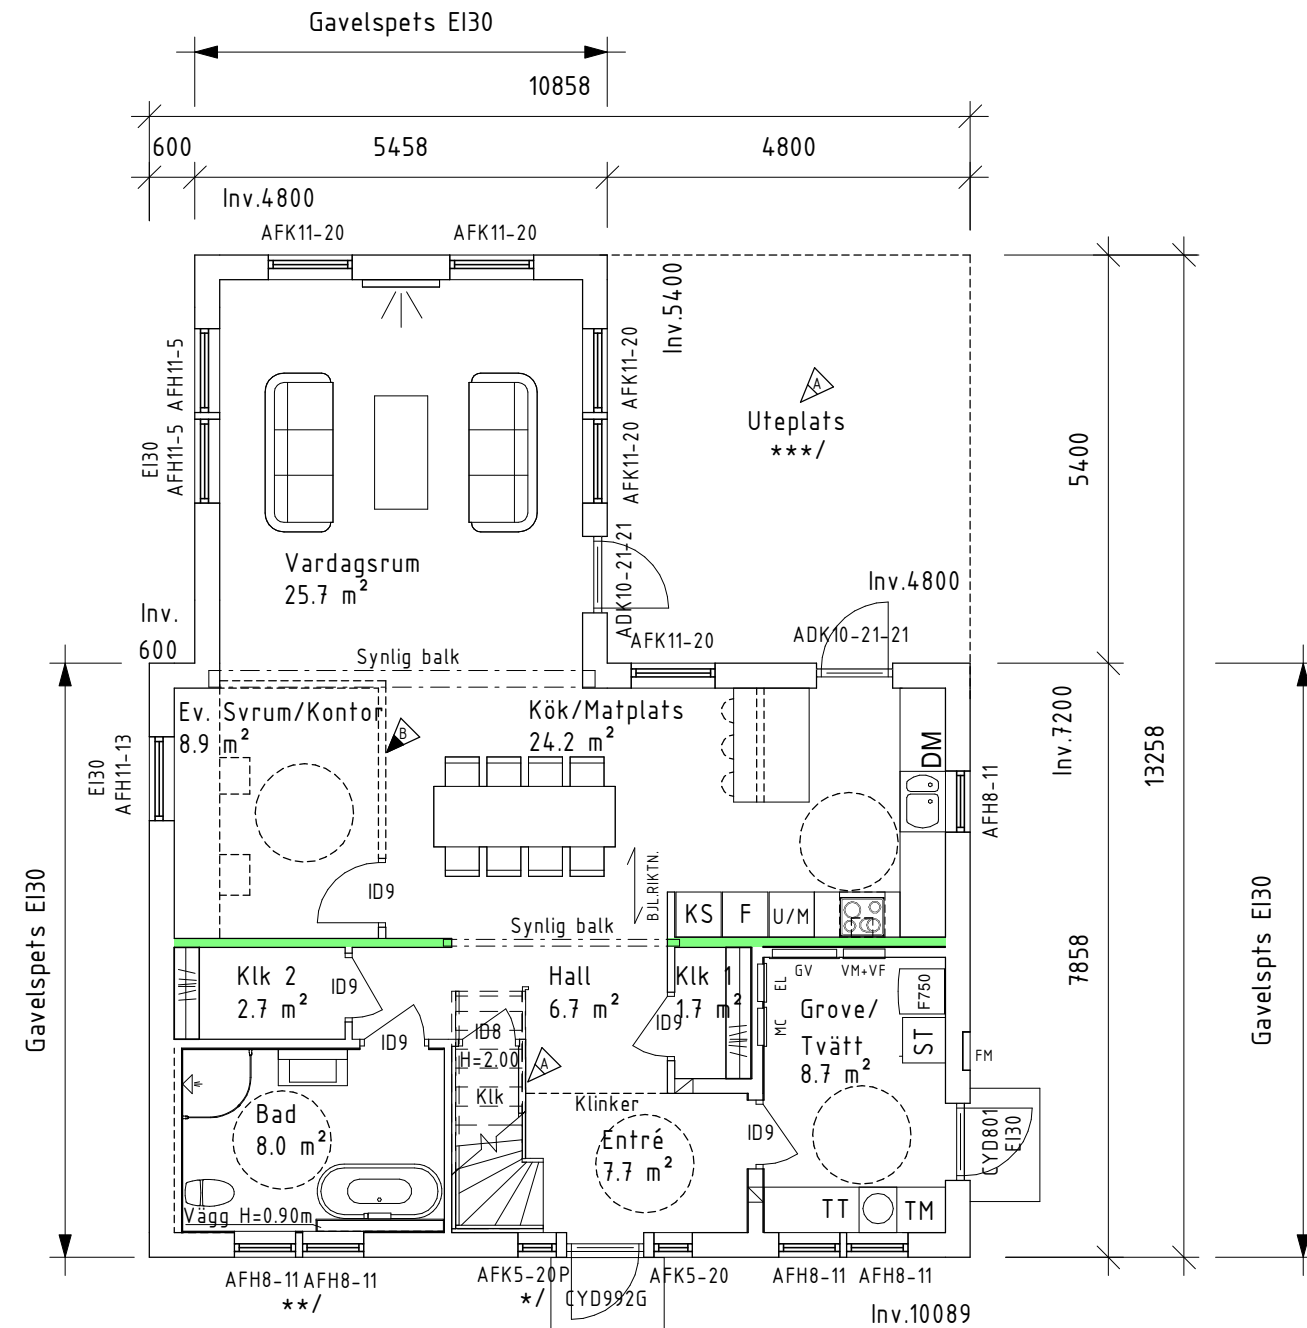 Gavelspets EI30
10858
600
5458
4800
Inv.4800
AFK11-20
AFK11-20
Inv.5400
AFH11-5
AFH11-5
EI30
AFK11-20
AFK11-20
ADK10-21-21
A
Uteplats
***/
5400
Vardagsrum
25.7 m²
Inv.4800
Inv.
600
AFK11-20
ADK10-21-21
Synlig balk
Ev. Svrum/Kontor
8.9 m²
B
Kök/Matplats
24.2 m²
DM
Inv.7200
13258
EI30
AFH11-13
AFH8-11
Gavelspets EI30
Gavelspts EI30
ID9
BJL.RIKTN.
KS
F
U/M
Synlig balk
7858
Klk 2
2.7 m²
ID9
Hall
6.7 m²
Klk 1
1.7 m²
ID9
GV
VM+VF
EL
MC
F750
Grove/
Tvätt
8.7 m²
ST
FM
ID9
ID8
H=2.00
Klk
A
Klinker
Bad
8.0 m²
Entré
7.7 m²
ID9
CYD801
EI30
Vägg H=0.90m
TT
TM
AFH8-11
AFH8-11
**/
AFK5-20P
*/
CYD992G
AFK5-20
AFH8-11
AFH8-11
Inv.10089